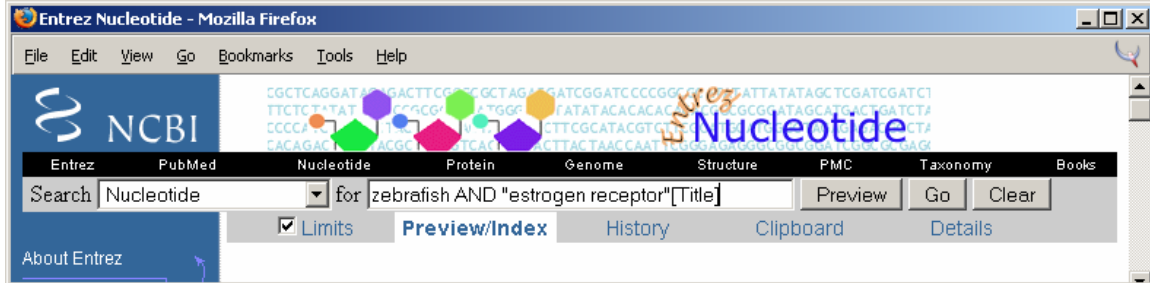 Entrez Nucleotide - Mozilla Firefox
File Edit View Go Bookmarks Tools Help
NCBI
Entrez Nucleotide
Entrez PubMed Nucleotide Protein Genome Structure PMC Taxonomy Books
Search Nucleotide for zebrafish AND "estrogen receptor"[Title] Preview Go Clear
Limits Preview/Index History Clipboard Details
About Entrez